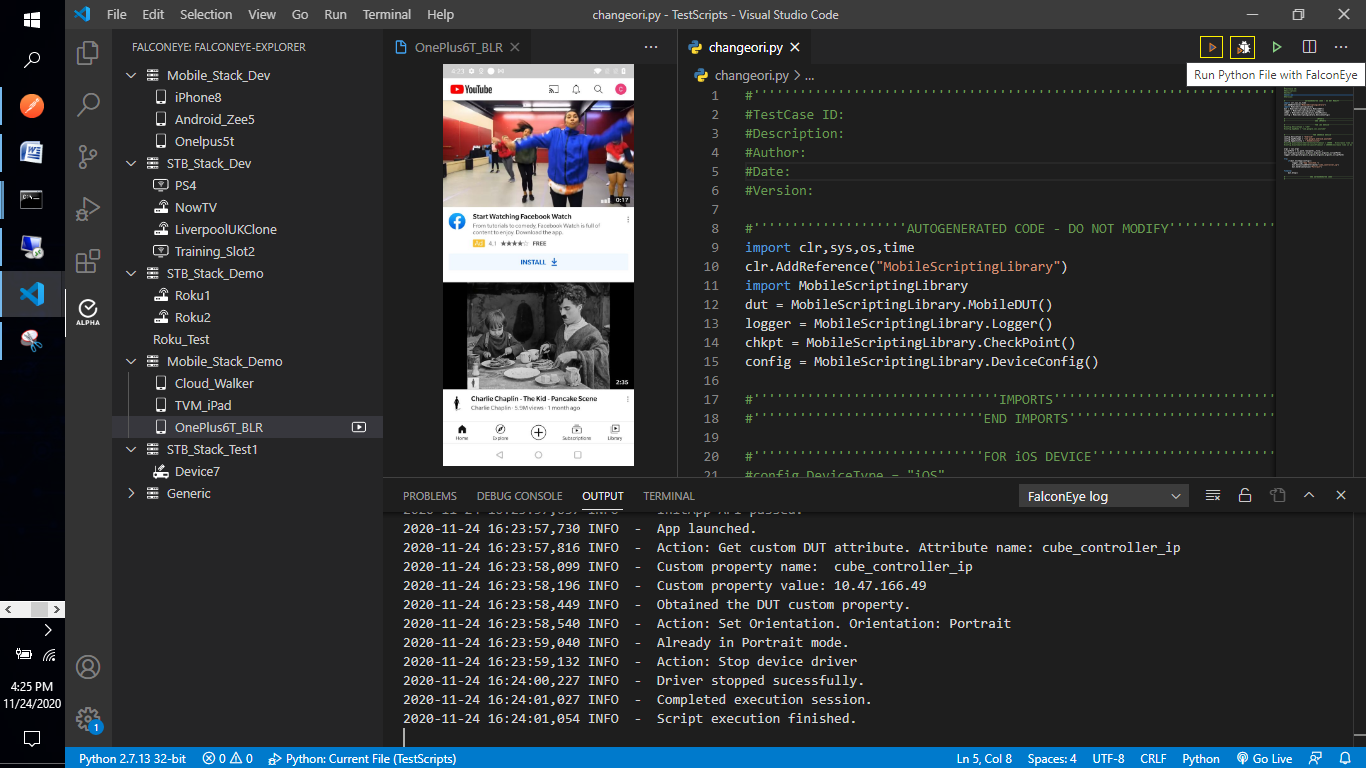 File Edit Selection View Go Run Terminal Help
changeori.py - TestScripts - Visual Studio Code
FALCONEYE: FALCONEYE-EXPLORER
Mobile_Stack_Dev
iPhone8
Android_Zee5
Onelpus5t
STB_Stack_Dev
PS4
NowTV
LiverpoolUKClone
Training_Slot2
STB_Stack_Demo
Roku1
Roku2
Roku_Test
Mobile_Stack_Demo
Cloud_Walker
TVM_iPad
OnePlus6T_BLR
STB_Stack_Test1
Device7
Generic
ALPHA
4:25 PM
11/24/2020
1
OnePlus6T_BLR
4:23
YouTube
C
0:17
Start Watching Facebook Watch
From tutorials to comedy, Facebook Watch is full of
content to enjoy. Download the app.
Ad 4.1 ★★★★☆ FREE
INSTALL
2:35
Charlie Chaplin - The Kid - Pancake Scene
Charlie Chaplin · 5.9M views · 1 month ago
Home Explore Subscriptions Library
changeori.py
Run Python File with FalconEye
changeori.py > ...
1 #''''''''''''''''''''''''''''''''''''''''''''''''''''''''''''''''''''
2 #TestCase ID:
3 #Description:
4 #Author:
5 #Date:
6 #Version:
7
8 #''''''''''''''''''''AUTOGENERATED CODE - DO NOT MODIFY''''''''''''''
9 import clr,sys,os,time
10 clr.AddReference("MobileScriptingLibrary")
11 import MobileScriptingLibrary
12 dut = MobileScriptingLibrary.MobileDUT()
13 logger = MobileScriptingLibrary.Logger()
14 chkpt = MobileScriptingLibrary.CheckPoint()
15 config = MobileScriptingLibrary.DeviceConfig()
16
17 #''''''''''''''''''''''''''''''''IMPORTS'''''''''''''''''''''''''''''
18 #''''''''''''''''''''''''''''''END IMPORTS'''''''''''''''''''''''''''
19
20 #''''''''''''''''''''''''''''''FOR iOS DEVICE''''''''''''''''''''''''
21 #config.DeviceType = "iOS"
PROBLEMS DEBUG CONSOLE OUTPUT TERMINAL
FalconEye log
2020-11-24 16:23:57,730 INFO - App launched.
2020-11-24 16:23:57,816 INFO - Action: Get custom DUT attribute. Attribute name: cube_controller_ip
2020-11-24 16:23:58,099 INFO - Custom property name: cube_controller_ip
2020-11-24 16:23:58,196 INFO - Custom property value: 10.47.166.49
2020-11-24 16:23:58,449 INFO - Obtained the DUT custom property.
2020-11-24 16:23:58,540 INFO - Action: Set Orientation. Orientation: Portrait
2020-11-24 16:23:59,040 INFO - Already in Portrait mode.
2020-11-24 16:23:59,132 INFO - Action: Stop device driver
2020-11-24 16:24:00,227 INFO - Driver stopped sucessfully.
2020-11-24 16:24:01,027 INFO - Completed execution session.
2020-11-24 16:24:01,054 INFO - Script execution finished.
Python 2.7.13 32-bit 0 0 Python: Current File (TestScripts) Ln 5, Col 8 Spaces: 4 UTF-8 CRLF Python Go Live